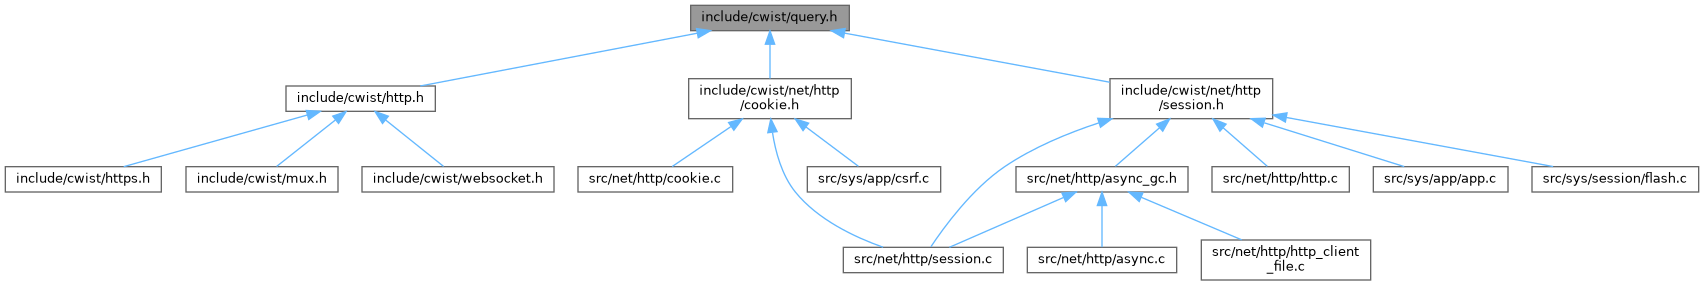 include/cwist/query.h
include/cwist/http.h
include/cwist/net/http
/cookie.h
include/cwist/net/http
/session.h
include/cwist/https.h
include/cwist/mux.h
include/cwist/websocket.h
src/net/http/cookie.c
src/sys/app/csrf.c
src/net/http/async_gc.h
src/net/http/http.c
src/sys/app/app.c
src/sys/session/flash.c
src/net/http/session.c
src/net/http/async.c
src/net/http/http_client
_file.c